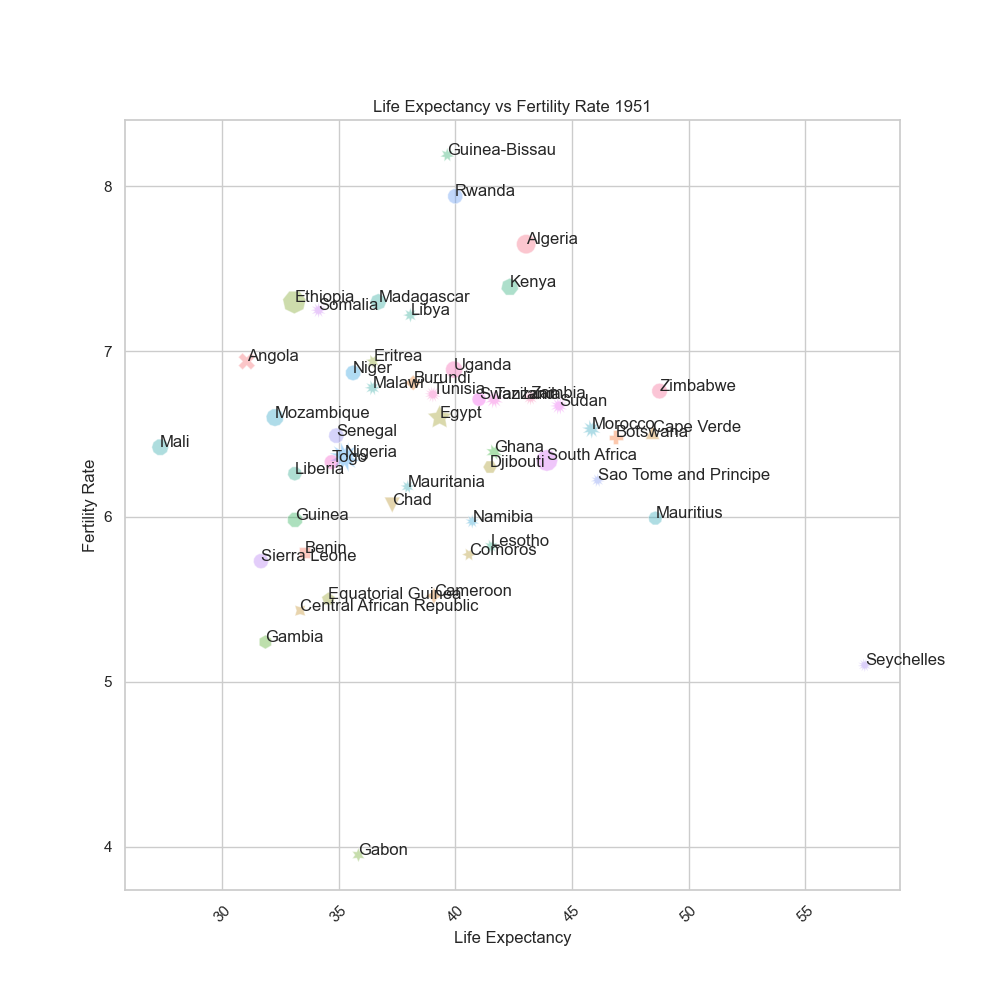 Life Expectancy vs Fertility Rate 1951
Guinea-Bissau
8
Rwanda
Algeria
Kenya
Ethiopia
Madagascar
Somalia
Libya
7
Angola
Eritrea
Uganda
Niger
Burundi
Malawi
Tunisia
Swaziland
Tanzania
Zambia
Zimbabwe
Sudan
Mozambique
Egypt
Morocco
Cape Verde
Botswana
Senegal
Mali
Ghana
Nigeria
Togo
South Africa
Djibouti
Liberia
Sao Tome and Principe
Mauritania
Chad
6
Guinea
Namibia
Mauritius
Lesotho
Benin
Comoros
Sierra Leone
Equatorial Guinea
Cameroon
Central African Republic
Gambia
5
Seychelles
4
Gabon
Fertility Rate
30
35
40
45
50
55
Life Expectancy